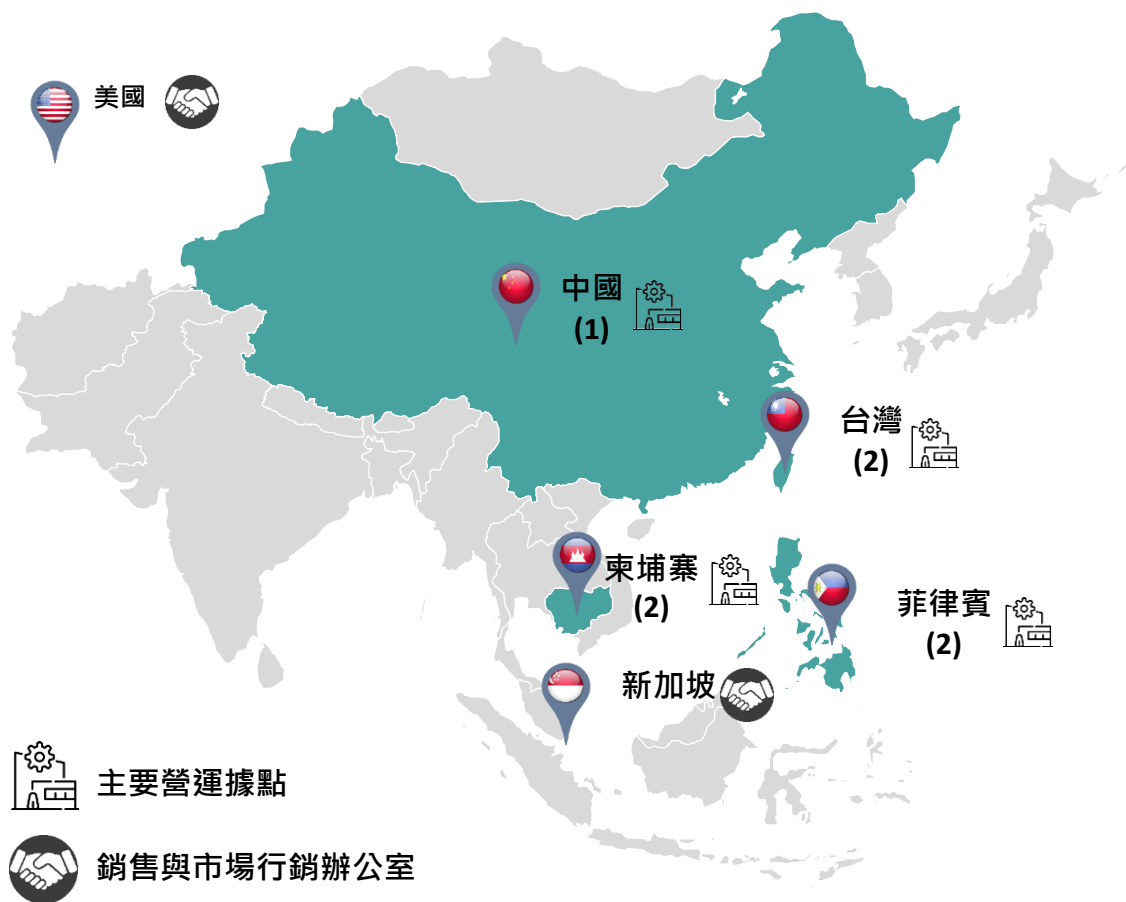 美國
中國
(1)
台灣
(2)
柬埔寨
(2)
菲律賓
(2)
新加坡
主要營運據點
銷售與市場行銷辦公室